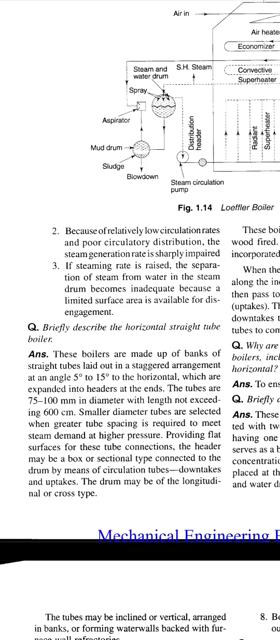 Air in
Air heate
Economizer
Convective
Superheater
Steam and
water drum
S.H. Steam
Spray
Aspirator
Distribution
header
Radiant
Superheater
Mud drum
Sludge
Blowdown
Steam circulation
pump
Fig. 1.14 Loeffler Boiler
2. Because of relatively low circulation rates
and poor circulatory distribution, the
steam generation rate is sharply impaired
3. If steaming rate is raised, the separa-
tion of steam from water in the steam
drum becomes inadequate because a
limited surface area is available for dis-
engagement.
Q. Briefly describe the horizontal straight tube
boiler.
Ans. These boilers are made up of banks of
straight tubes laid out in a staggered arrangement
at an angle 5° to 15° to the horizontal, which are
expanded into headers at the ends. The tubes are
75–100 mm in diameter with length not exceed-
ing 600 cm. Smaller diameter tubes are selected
when greater tube spacing is required to meet
steam demand at higher pressure. Providing flat
surfaces for these tube connections, the header
may be a box or sectional type connected to the
drum by means of circulation tubes—downtakes
and uptakes. The drum may be of the longitudi-
nal or cross type.
These boi
wood fired.
incorporated
When the
along the inc
then pass to
(uptakes). Th
downtakes t
tubes to com
Q. Why are
boilers, incl
horizontal?
Ans. To ens
Q. Briefly d
Ans. These
ted with tw
having one
serves as a b
concentratio
placed at th
and water dr
Mechanical Engineering
The tubes may be inclined or vertical, arranged
in banks, or forming waterwalls backed with fur-
nace wall refractories.
8. Be
ou